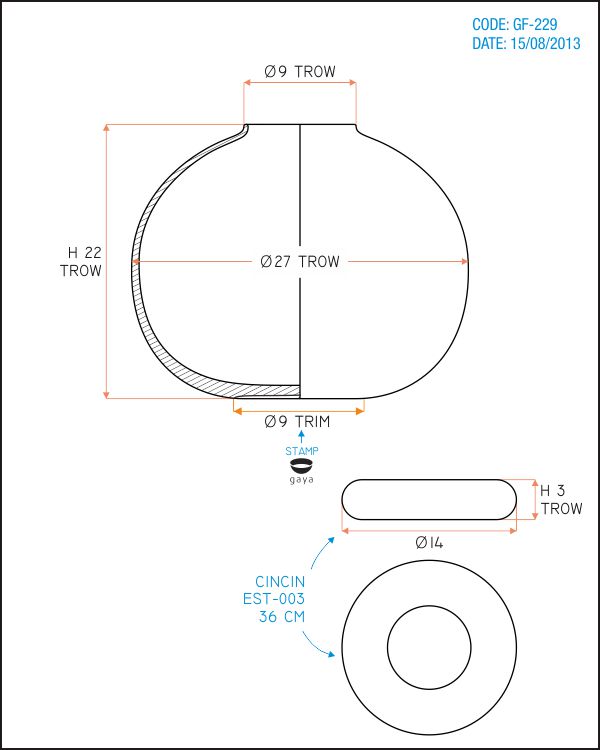 CODE: GF-229
DATE: 15/08/2013
Ø9 TROW
H 22
TROW
Ø27 TROW
Ø9 TRIM
STAMP
gaya
H 3
TROW
Ø14
CINCIN
EST-003
36 CM